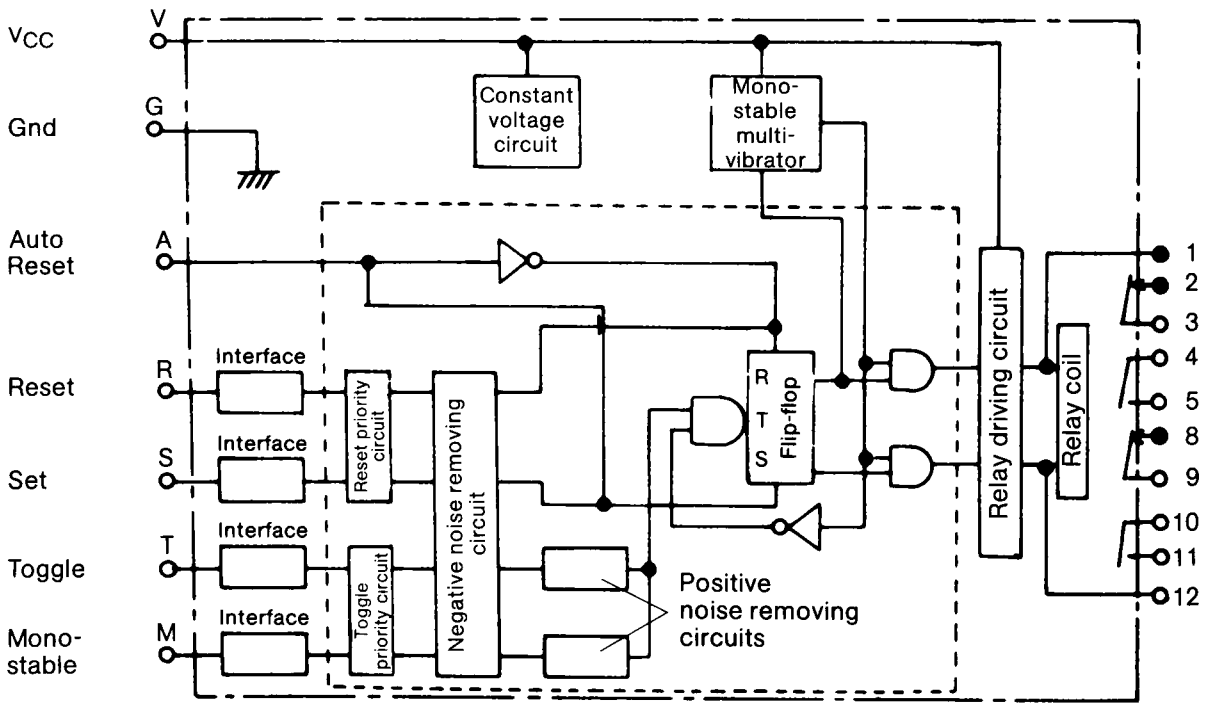 VCC
V
Constant
voltage
circuit
Mono-
stable
multi-
vibrator
Gnd
G
Auto
Reset
A
Reset
R
Interface
Set
S
Interface
Toggle
T
Interface
Mono-
stable
M
Interface
Reset priority
circuit
Toggle
priority circuit
Negative noise removing
circuit
R
T
S
Flip-flop
Positive
noise removing
circuits
Relay driving circuit
Relay coil
1
2
3
4
5
8
9
10
11
12